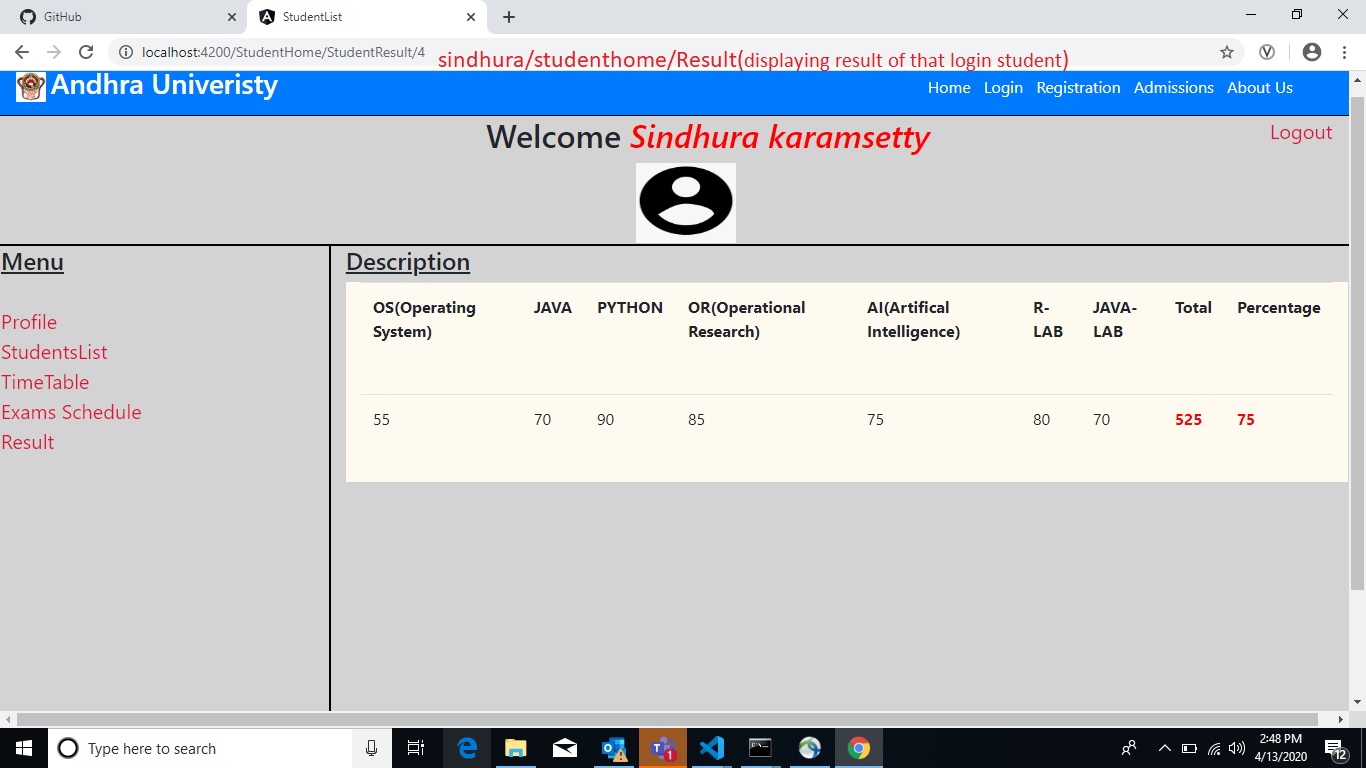 GitHub
StudentList
localhost:4200/StudentHome/StudentResult/4
sindhura/studenthome/Result(displaying result of that login student)
Andhra Univeristy
Home Login Registration Admissions About Us
Welcome Sindhura karamsetty
Logout
Menu
Profile
StudentsList
TimeTable
Exams Schedule
Result
Description
OS(Operating System) JAVA PYTHON OR(Operational Research) AI(Artifical Intelligence) R-LAB JAVA-LAB Total Percentage
55 70 90 85 75 80 70 525 75
Type here to search
1
2:48 PM
4/13/2020
12